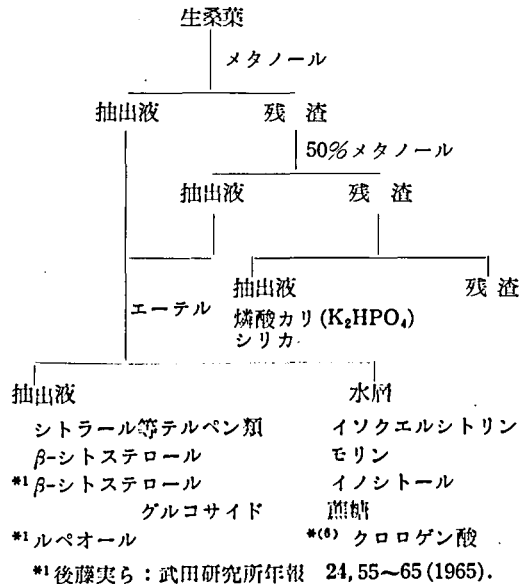 生桑葉
メタノール
抽出液 残渣
50%メタノール
抽出液 残渣
抽出液 残渣
燐酸カリ(K₂HPO₄)
シリカ
エーテル
抽出液 水層
シトラール等テルペン類 イソクエルシトリン
β-シトステロール モリン
*1 β-シトステロール イノシトール
グルコサイド 蔗糖
*1 ルペオール *(6) クロロゲン酸
*1 後藤実ら:武田研究所年報 24, 55~65 (1965).